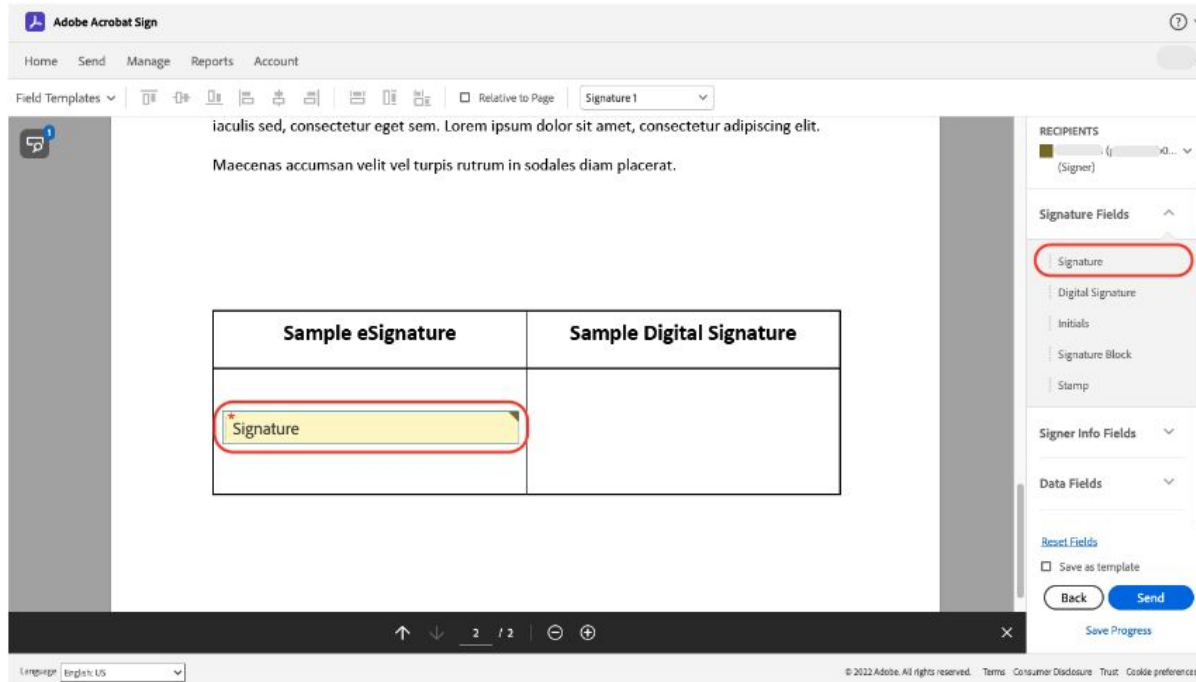 Adobe Acrobat Sign
Home Send Manage Reports Account
Field Templates Relative to Page Signature 1
1
iaculis sed, consectetur eget sem. Lorem ipsum dolor sit amet, consectetur adipiscing elit.
Maecenas accumsan velit vel turpis rutrum in sodales diam placerat.
Sample eSignature Sample Digital Signature
* Signature
RECIPIENTS
(Signer)
Signature Fields
Signature
Digital Signature
Initials
Signature Block
Stamp
Signer Info Fields
Data Fields
Reset Fields
Save as template
Back Send
Save Progress
2 / 2
Language English: US
© 2022 Adobe. All rights reserved. Terms Consumer Disclosure Trust Cookie preferences